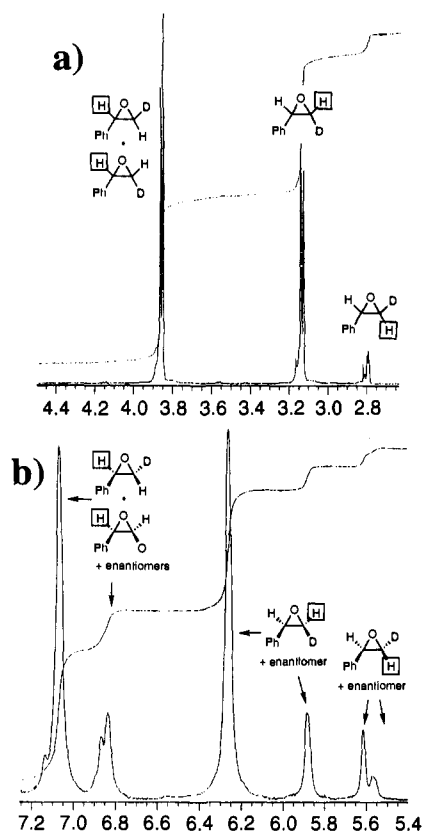 a)
O
H D
Ph H
O
H H
Ph D
O
H H
Ph D
O
H D
Ph H
4.4 4.2 4.0 3.8 3.6 3.4 3.2 3.0 2.8
b)
O
H D
Ph H
O
H H
Ph O
+ enantiomers
O
H H
Ph D
+ enantiomer
O
H D
Ph H
+ enantiomer
7.2 7.0 6.8 6.6 6.4 6.2 6.0 5.8 5.6 5.4